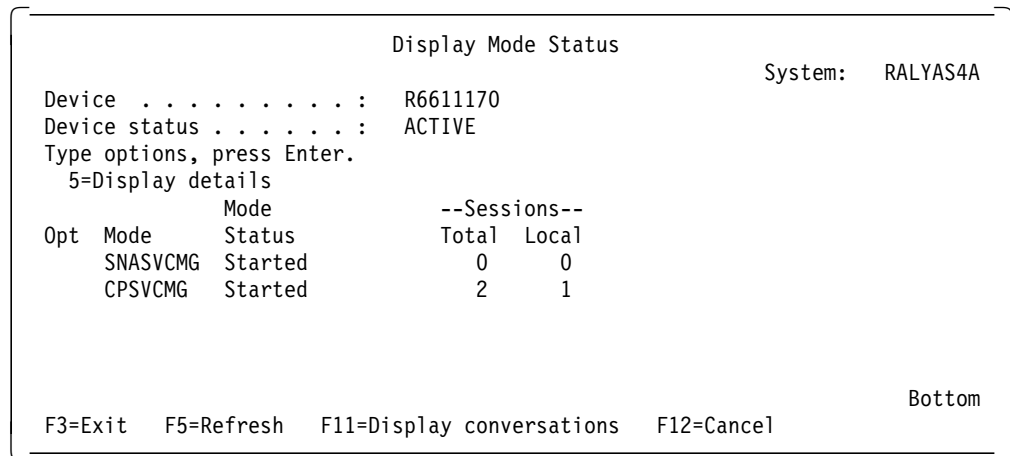 Display Mode Status
System: RALYAS4A
Device . . . . . . . . . : R6611170
Device status . . . . . . : ACTIVE
Type options, press Enter.
5=Display details
Mode --Sessions--
Opt Mode Status Total Local
SNASVCMG Started 0 0
CPSVCMG Started 2 1
Bottom
F3=Exit F5=Refresh F11=Display conversations F12=Cancel